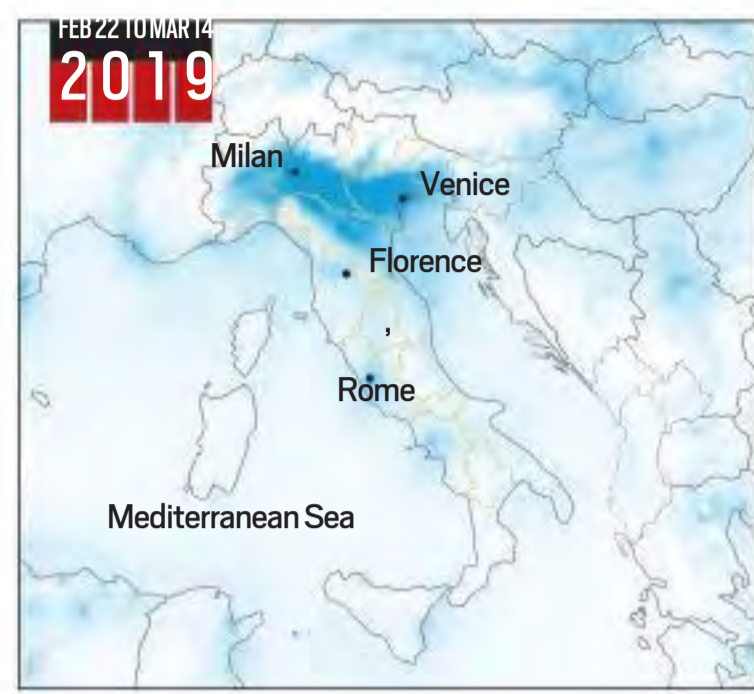 FEB 22 TO MAR 14
2019
Milan
Venice
Florence
,
Rome
Mediterranean Sea